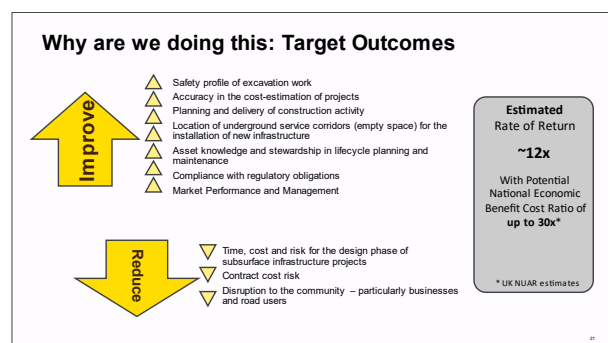 Why are we doing this: Target Outcomes
Improve
Safety profile of excavation work
Accuracy in the cost-estimation of projects
Planning and delivery of construction activity
Location of underground service corridors (empty space) for the
installation of new infrastructure
Asset knowledge and stewardship in lifecycle planning and
maintenance
Compliance with regulatory obligations
Market Performance and Management
Reduce
Time, cost and risk for the design phase of
subsurface infrastructure projects
Contract cost risk
Disruption to the community – particularly businesses
and road users
Estimated
Rate of Return
~12x
With Potential
National Economic
Benefit Cost Ratio of
up to 30x*
* UK NUAR estimates
21